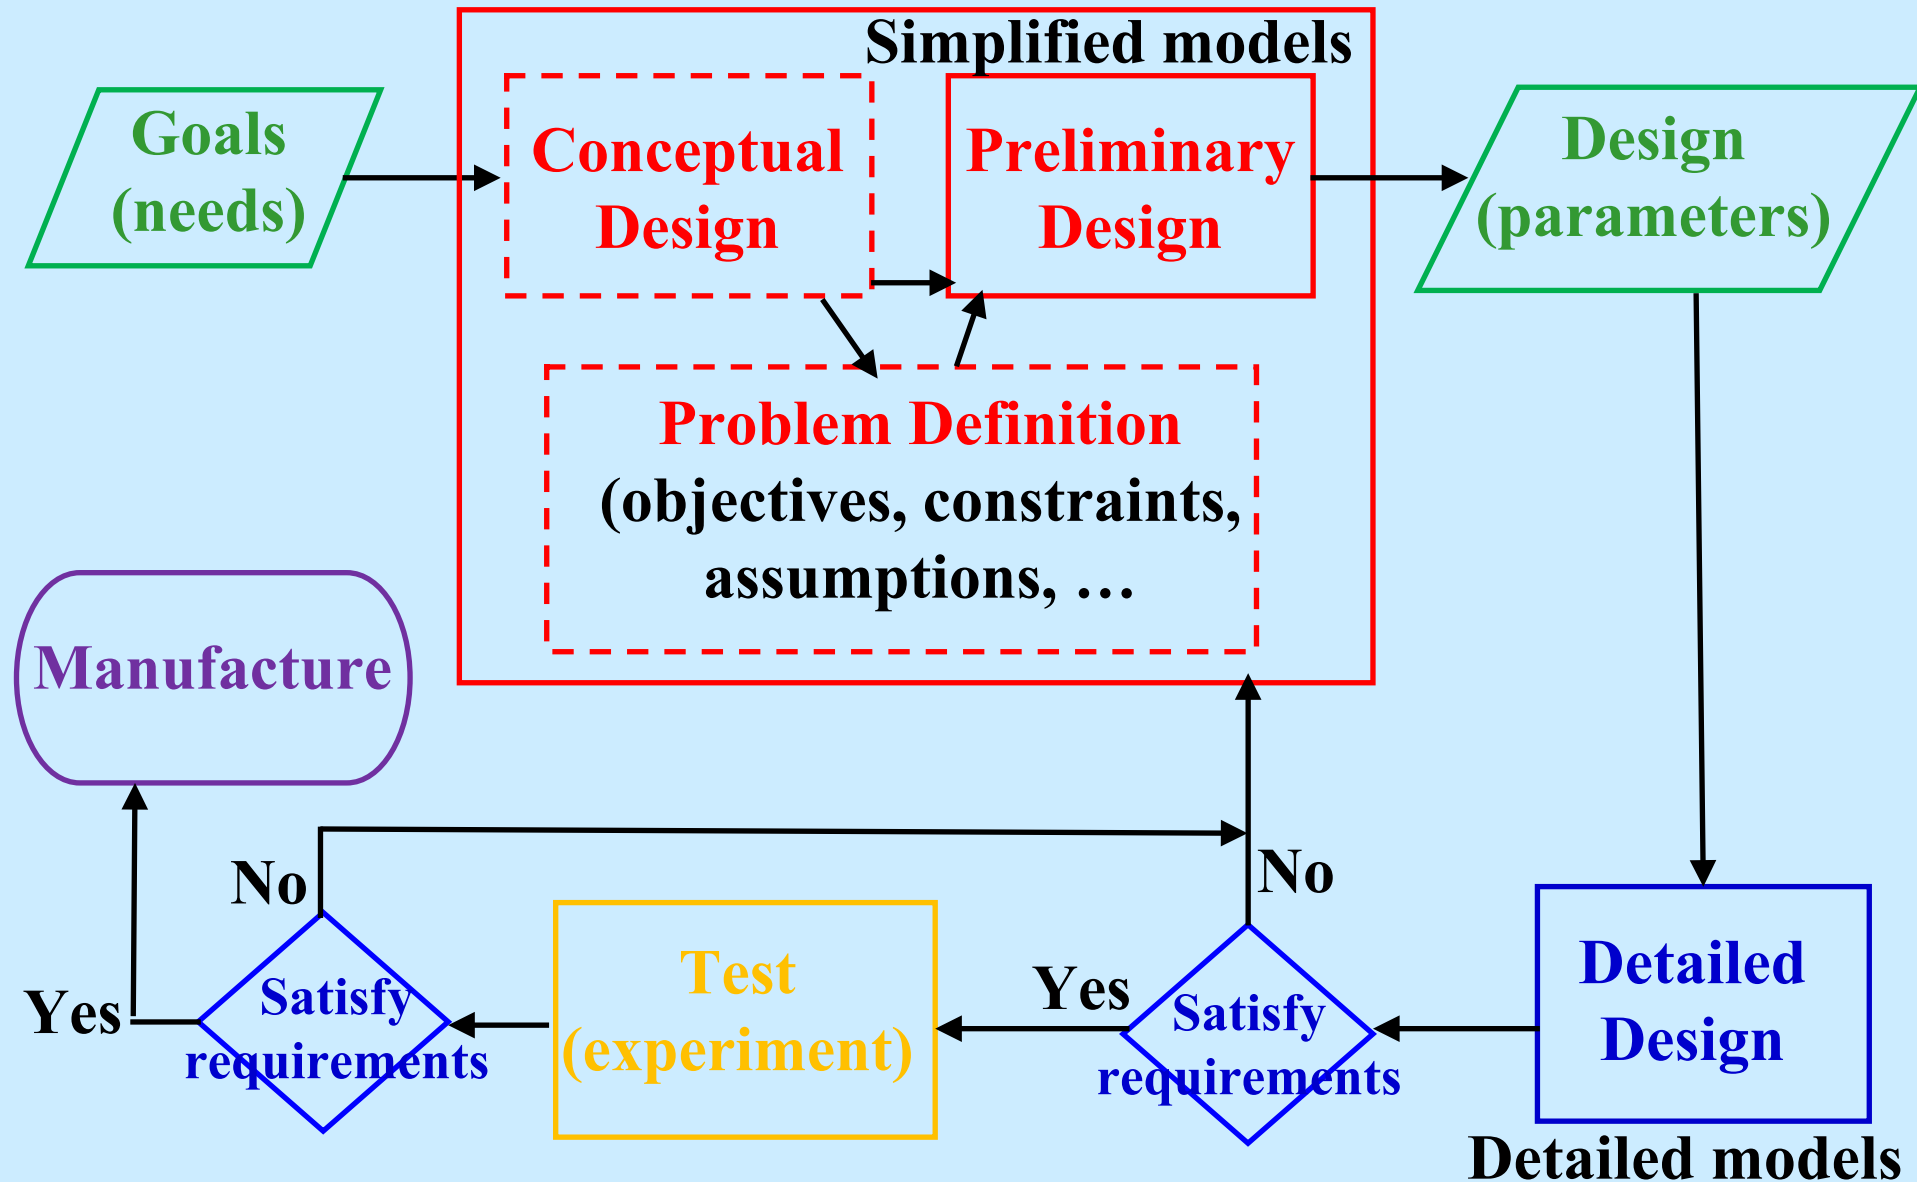 Simplified models
Goals
(needs)
Conceptual
Design
Preliminary
Design
Design
(parameters)
Problem Definition
(objectives, constraints,
assumptions, …
Manufacture
No
No
Yes
Satisfy
requirements
Test
(experiment)
Yes
Satisfy
requirements
Detailed
Design
Detailed models